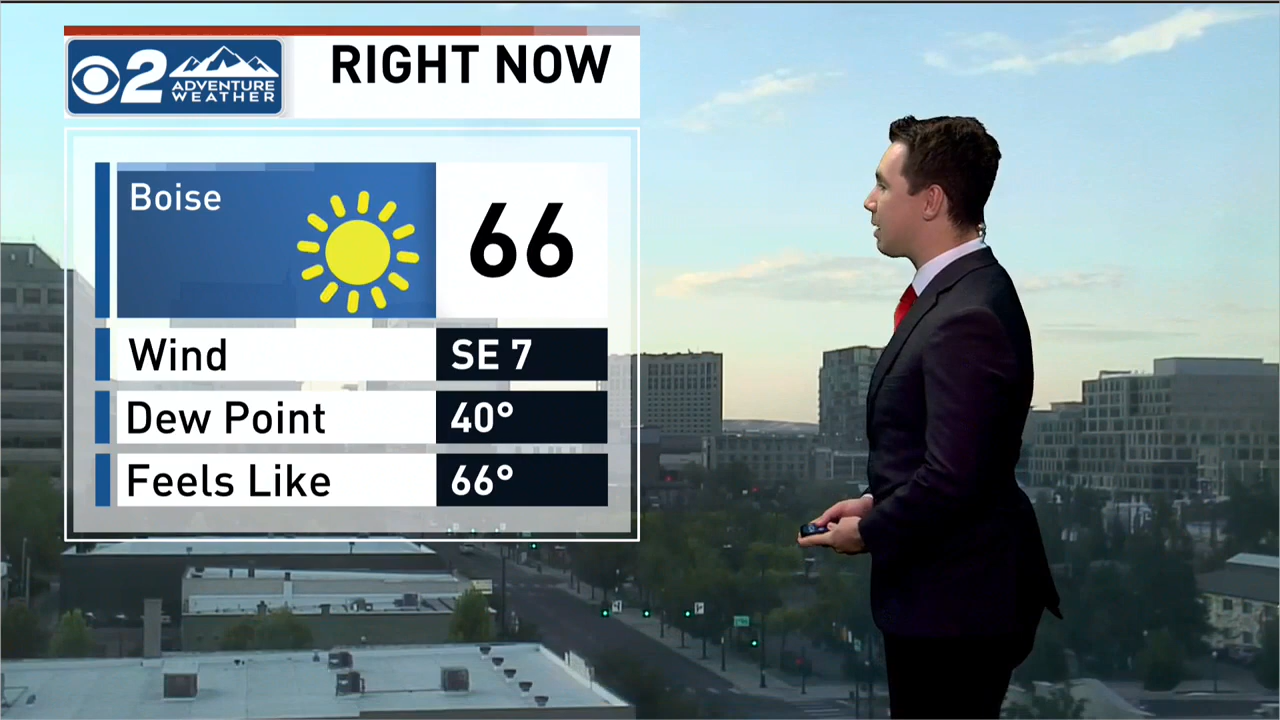 2 ADVENTURE
WEATHER
RIGHT NOW
Boise
66
Wind SE 7
Dew Point 40°
Feels Like 66°